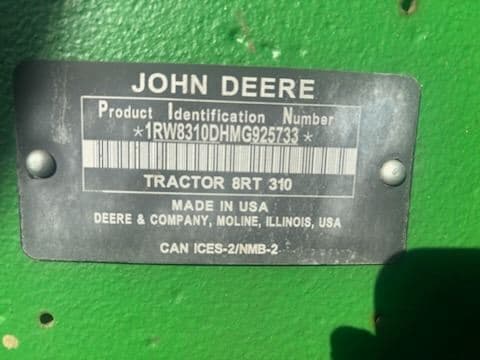 JOHN DEERE
Product Identification Number
*1RW8310DHMG925733*
TRACTOR 8RT 310
MADE IN USA
DEERE & COMPANY, MOLINE, ILLINOIS, USA
CAN ICES-2/NMB-2